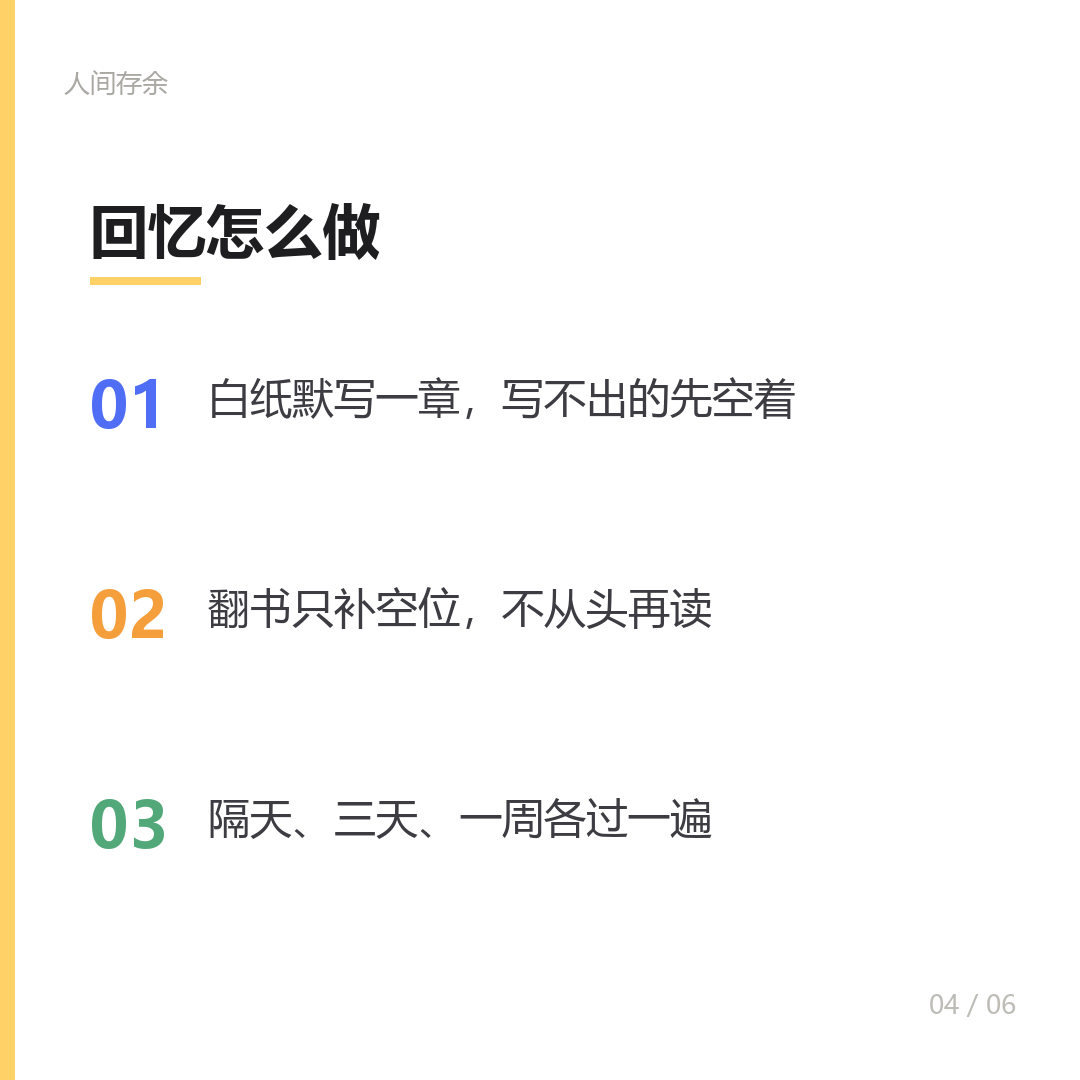 人间存余
回忆怎么做
01 白纸默写一章，写不出的先空着
02 翻书只补空位，不从头再读
03 隔天、三天、一周各过一遍
04 / 06